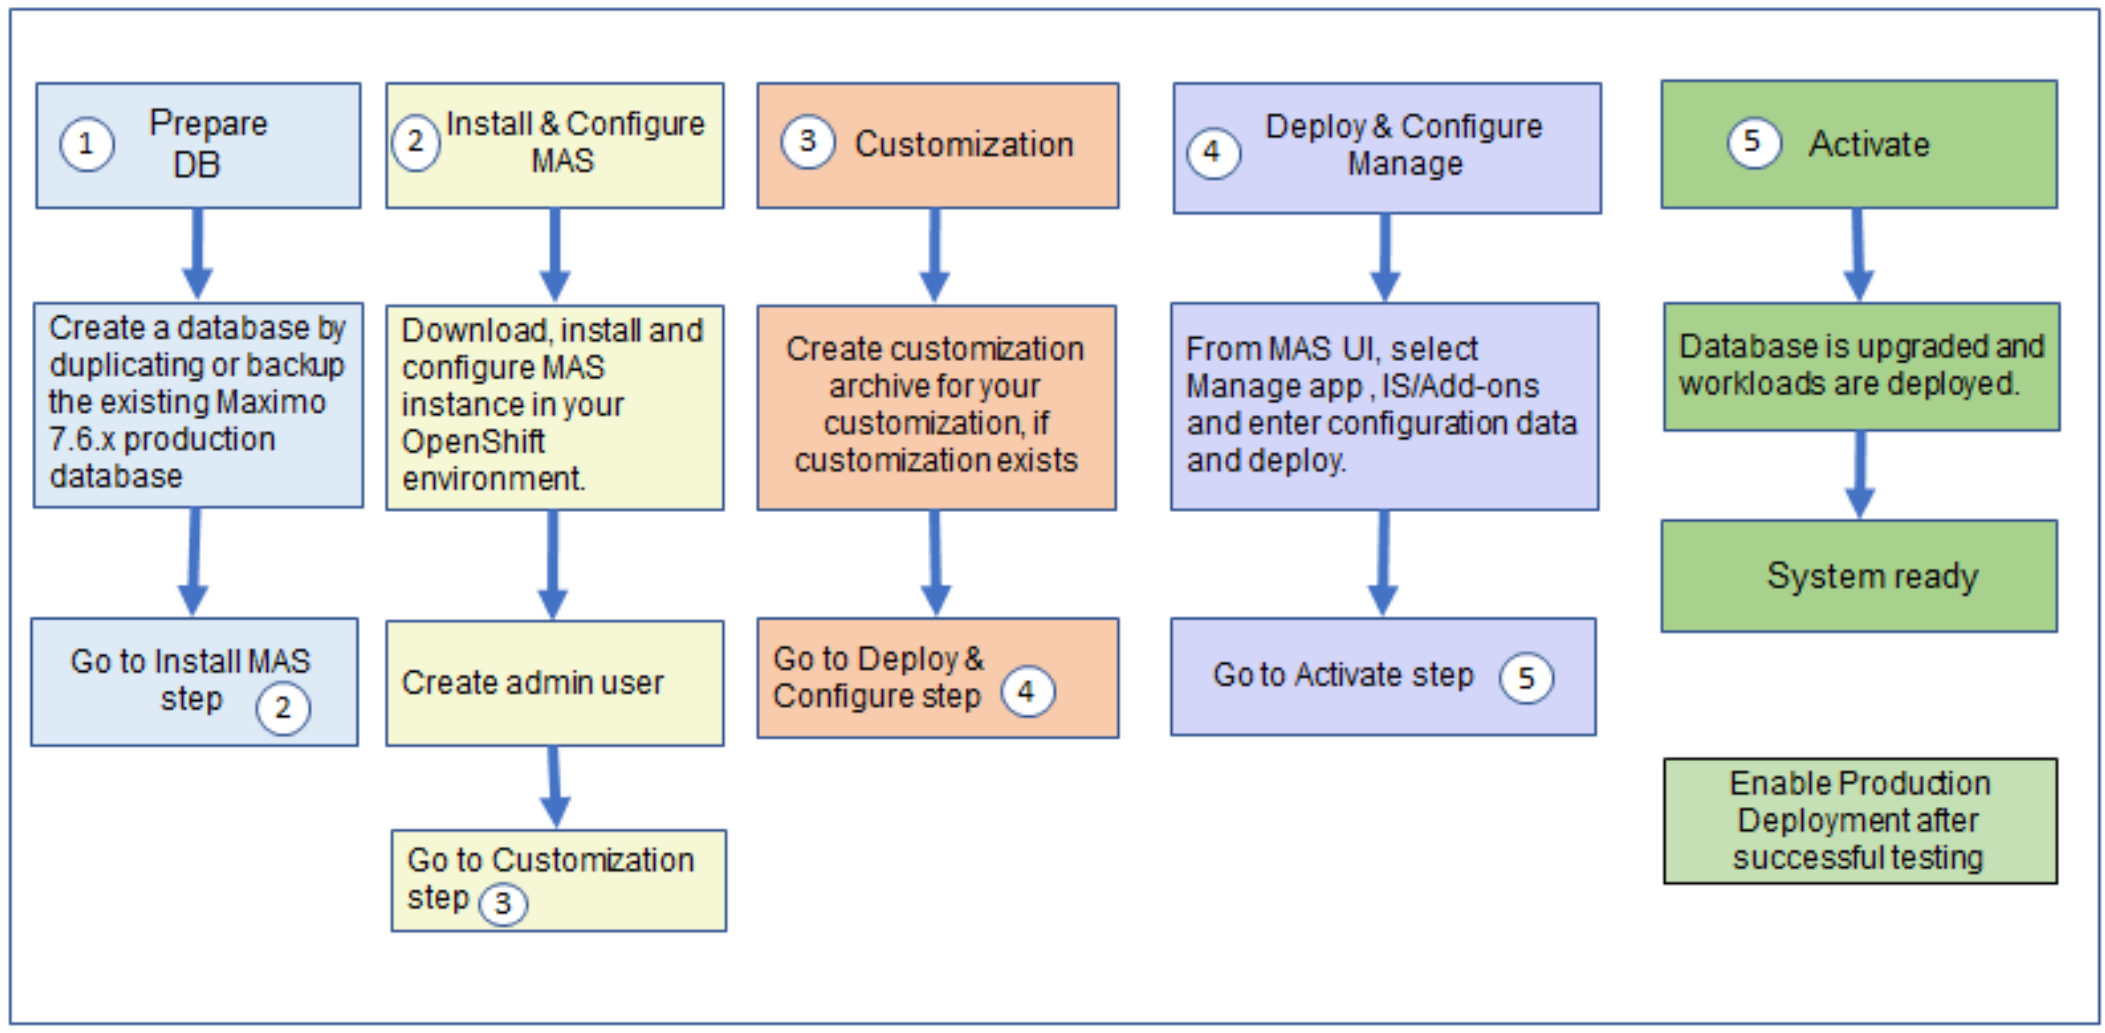 1
Prepare
DB
Create a database by
duplicating or backup
the existing Maximo
7.6.x production
database
Go to Install MAS
step 2
2
Install & Configure
MAS
Download, install and
configure MAS
instance in your
OpenShift
environment.
Create admin user
Go to Customization
step 3
3 Customization
Create customization
archive for your
customization, if
customization exists
Go to Deploy &
Configure step 4
4
Deploy & Configure
Manage
From MAS UI, select
Manage app , IS/Add-ons
and enter configuration data
and deploy.
Go to Activate step 5
5 Activate
Database is upgraded and
workloads are deployed.
System ready
Enable Production
Deployment after
successful testing